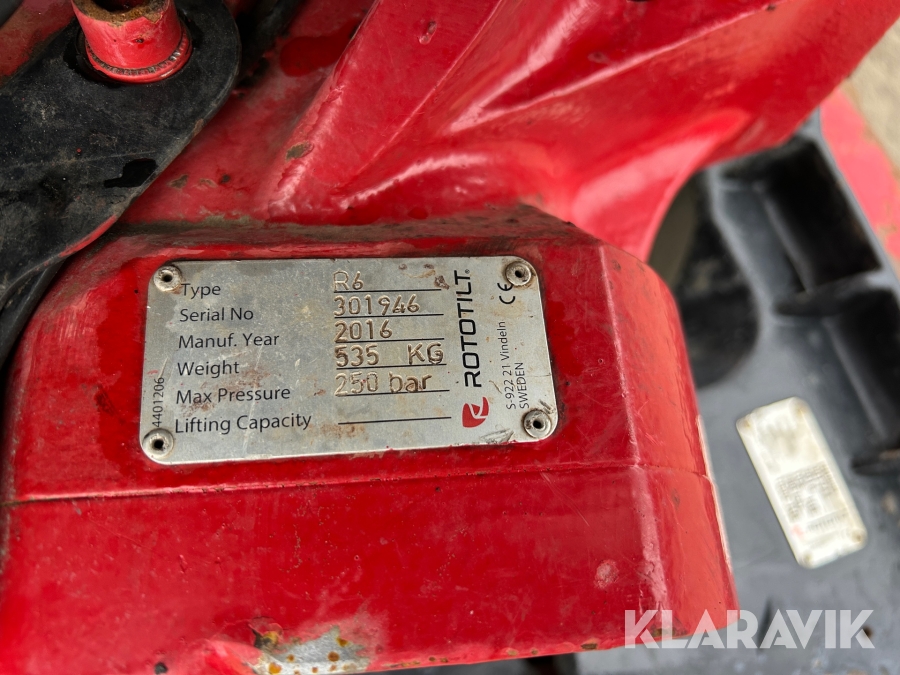 Type R6
Serial No 301946
Manuf. Year 2016
Weight 535 KG
Max Pressure 250 bar
Lifting Capacity
4401206
ROTOTILT®
CE
S-922 21 Vindeln
SWEDEN
KLARAVIK